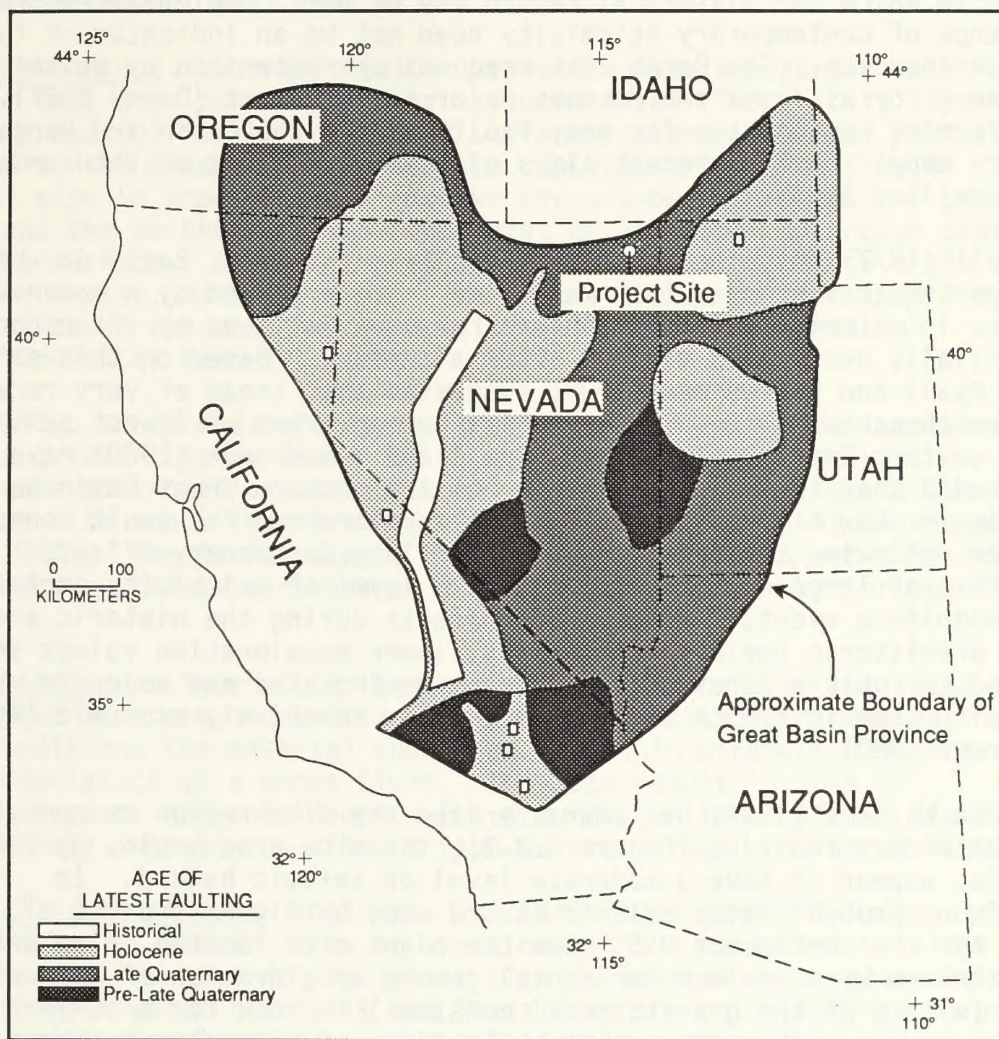 125°
44°+
120°
+
115°
+
110°
+ 44°
IDAHO
OREGON
Project Site
40° +
+ 40°
NEVADA
CALIFORNIA
UTAH
0 100
KILOMETERS
35° +
Approximate Boundary of
Great Basin Province
ARIZONA
32° +
120°
AGE OF
LATEST FAULTING
Historical
Holocene
Late Quaternary
Pre-Late Quaternary
32° +
115°
+ 31°
110°